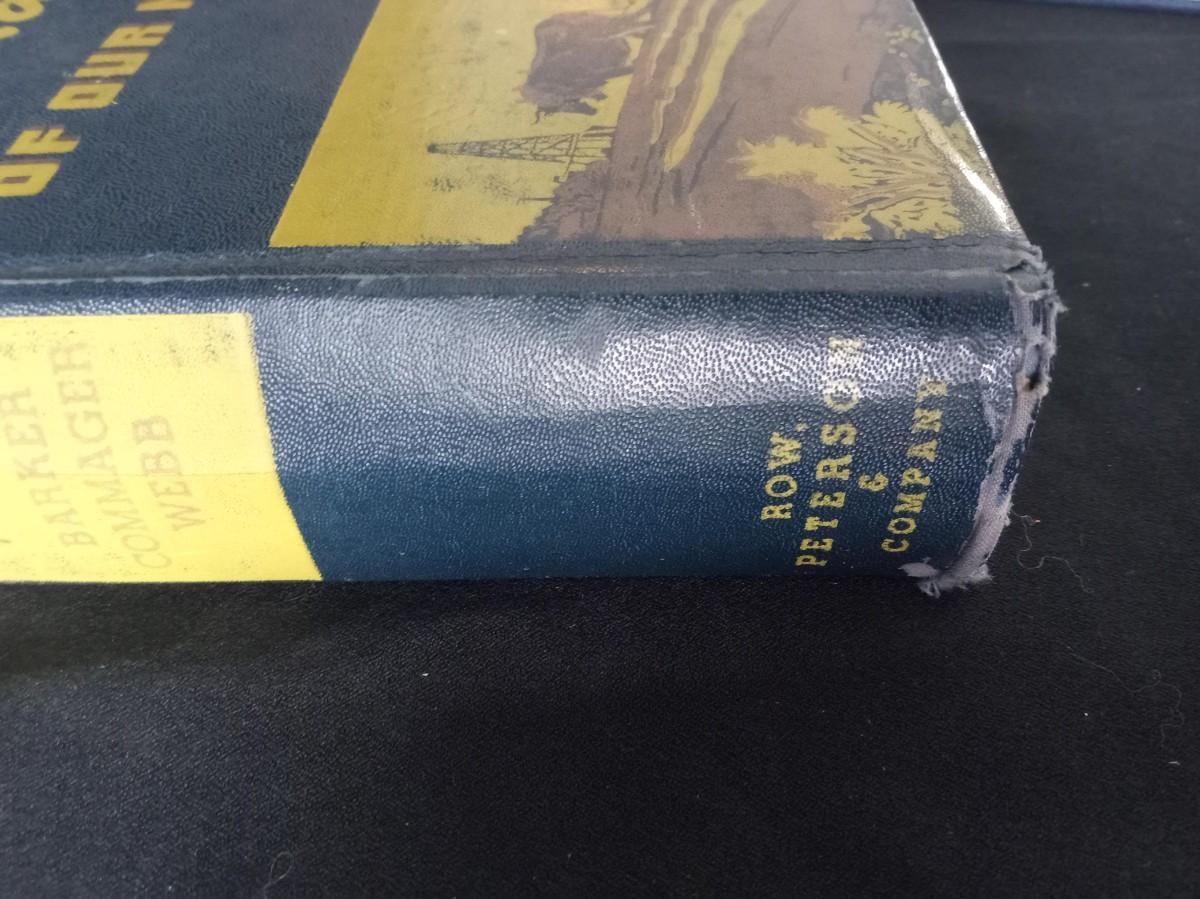 OF OUR
BARKER
COMMAGER
WEBB
ROW,
PETERSON
&
COMPANY